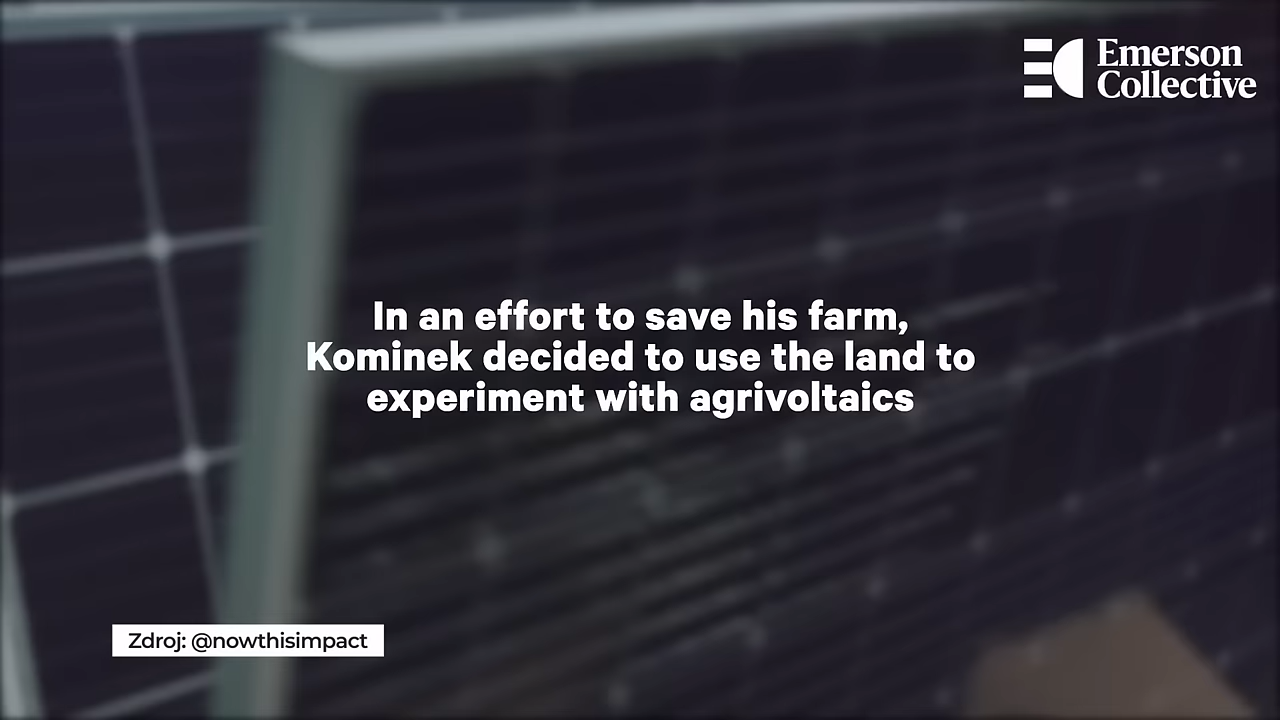 Emerson
Collective
In an effort to save his farm,
Kominek decided to use the land to
experiment with agrivoltaics
Zdroj: @nowthisimpact